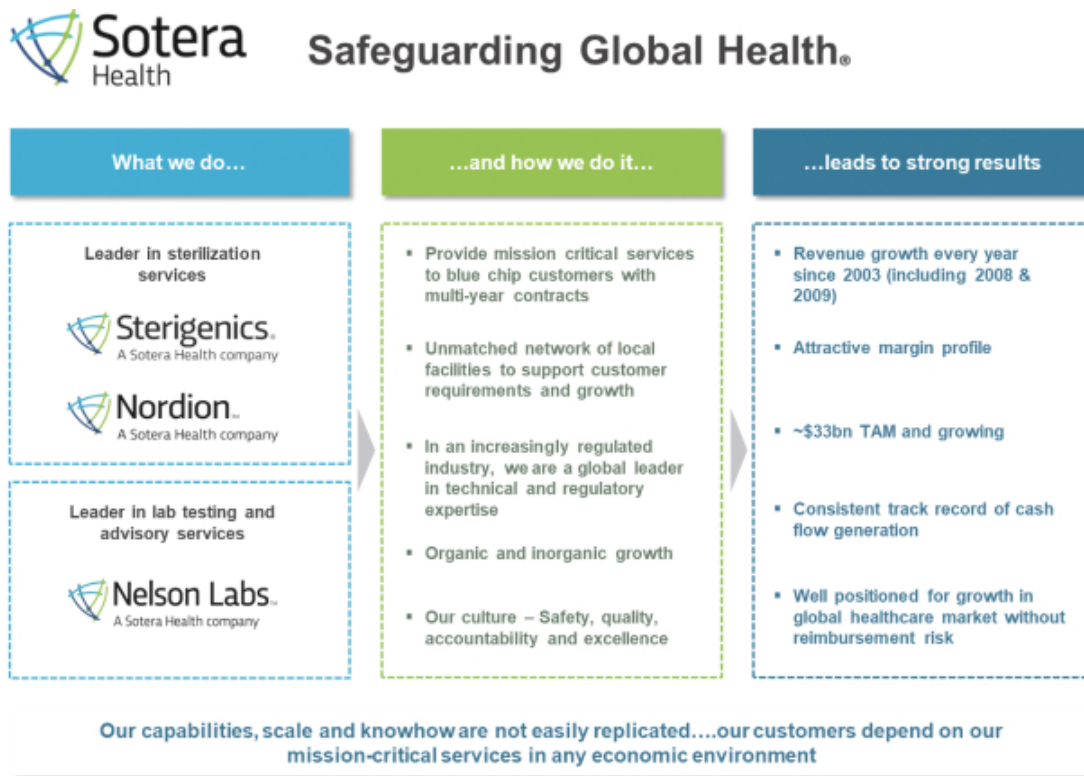 Sotera
Health
Safeguarding Global Health®
What we do…
Leader in sterilization
services
Sterigenics®
A Sotera Health company
Nordion™
A Sotera Health company
Leader in lab testing and
advisory services
Nelson Labs™
A Sotera Health company
…and how we do it…
▪ Provide mission critical services
to blue chip customers with
multi-year contracts
▪ Unmatched network of local
facilities to support customer
requirements and growth
▪ In an increasingly regulated
industry, we are a global leader
in technical and regulatory
expertise
▪ Organic and inorganic growth
▪ Our culture – Safety, quality,
accountability and excellence
…leads to strong results
▪ Revenue growth every year
since 2003 (including 2008 &
2009)
▪ Attractive margin profile
▪ ~$33bn TAM and growing
▪ Consistent track record of cash
flow generation
▪ Well positioned for growth in
global healthcare market without
reimbursement risk
Our capabilities, scale and knowhow are not easily replicated….our customers depend on our
mission-critical services in any economic environment